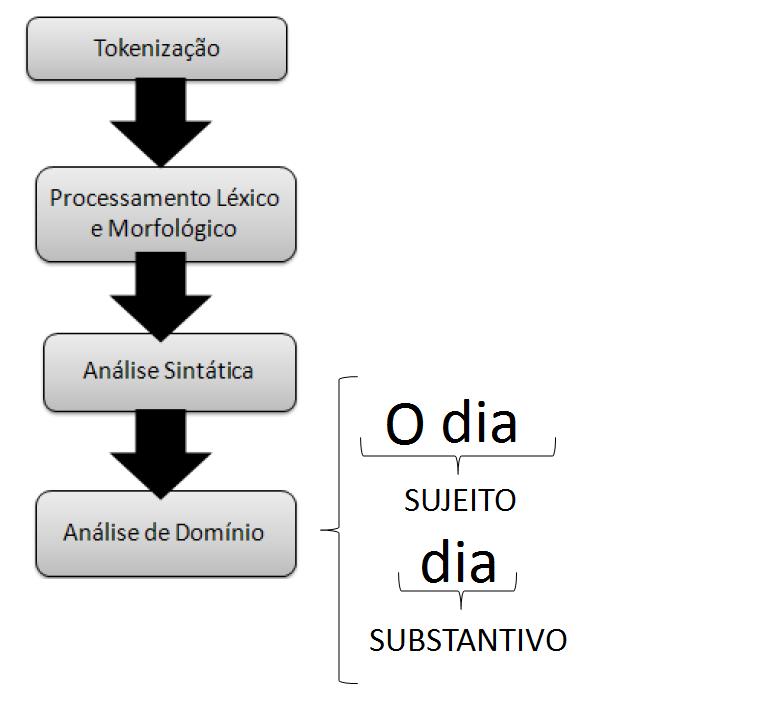 Tokenização
Processamento Léxico
e Morfológico
Análise Sintática
Análise de Domínio
O dia
SUJEITO
dia
SUBSTANTIVO